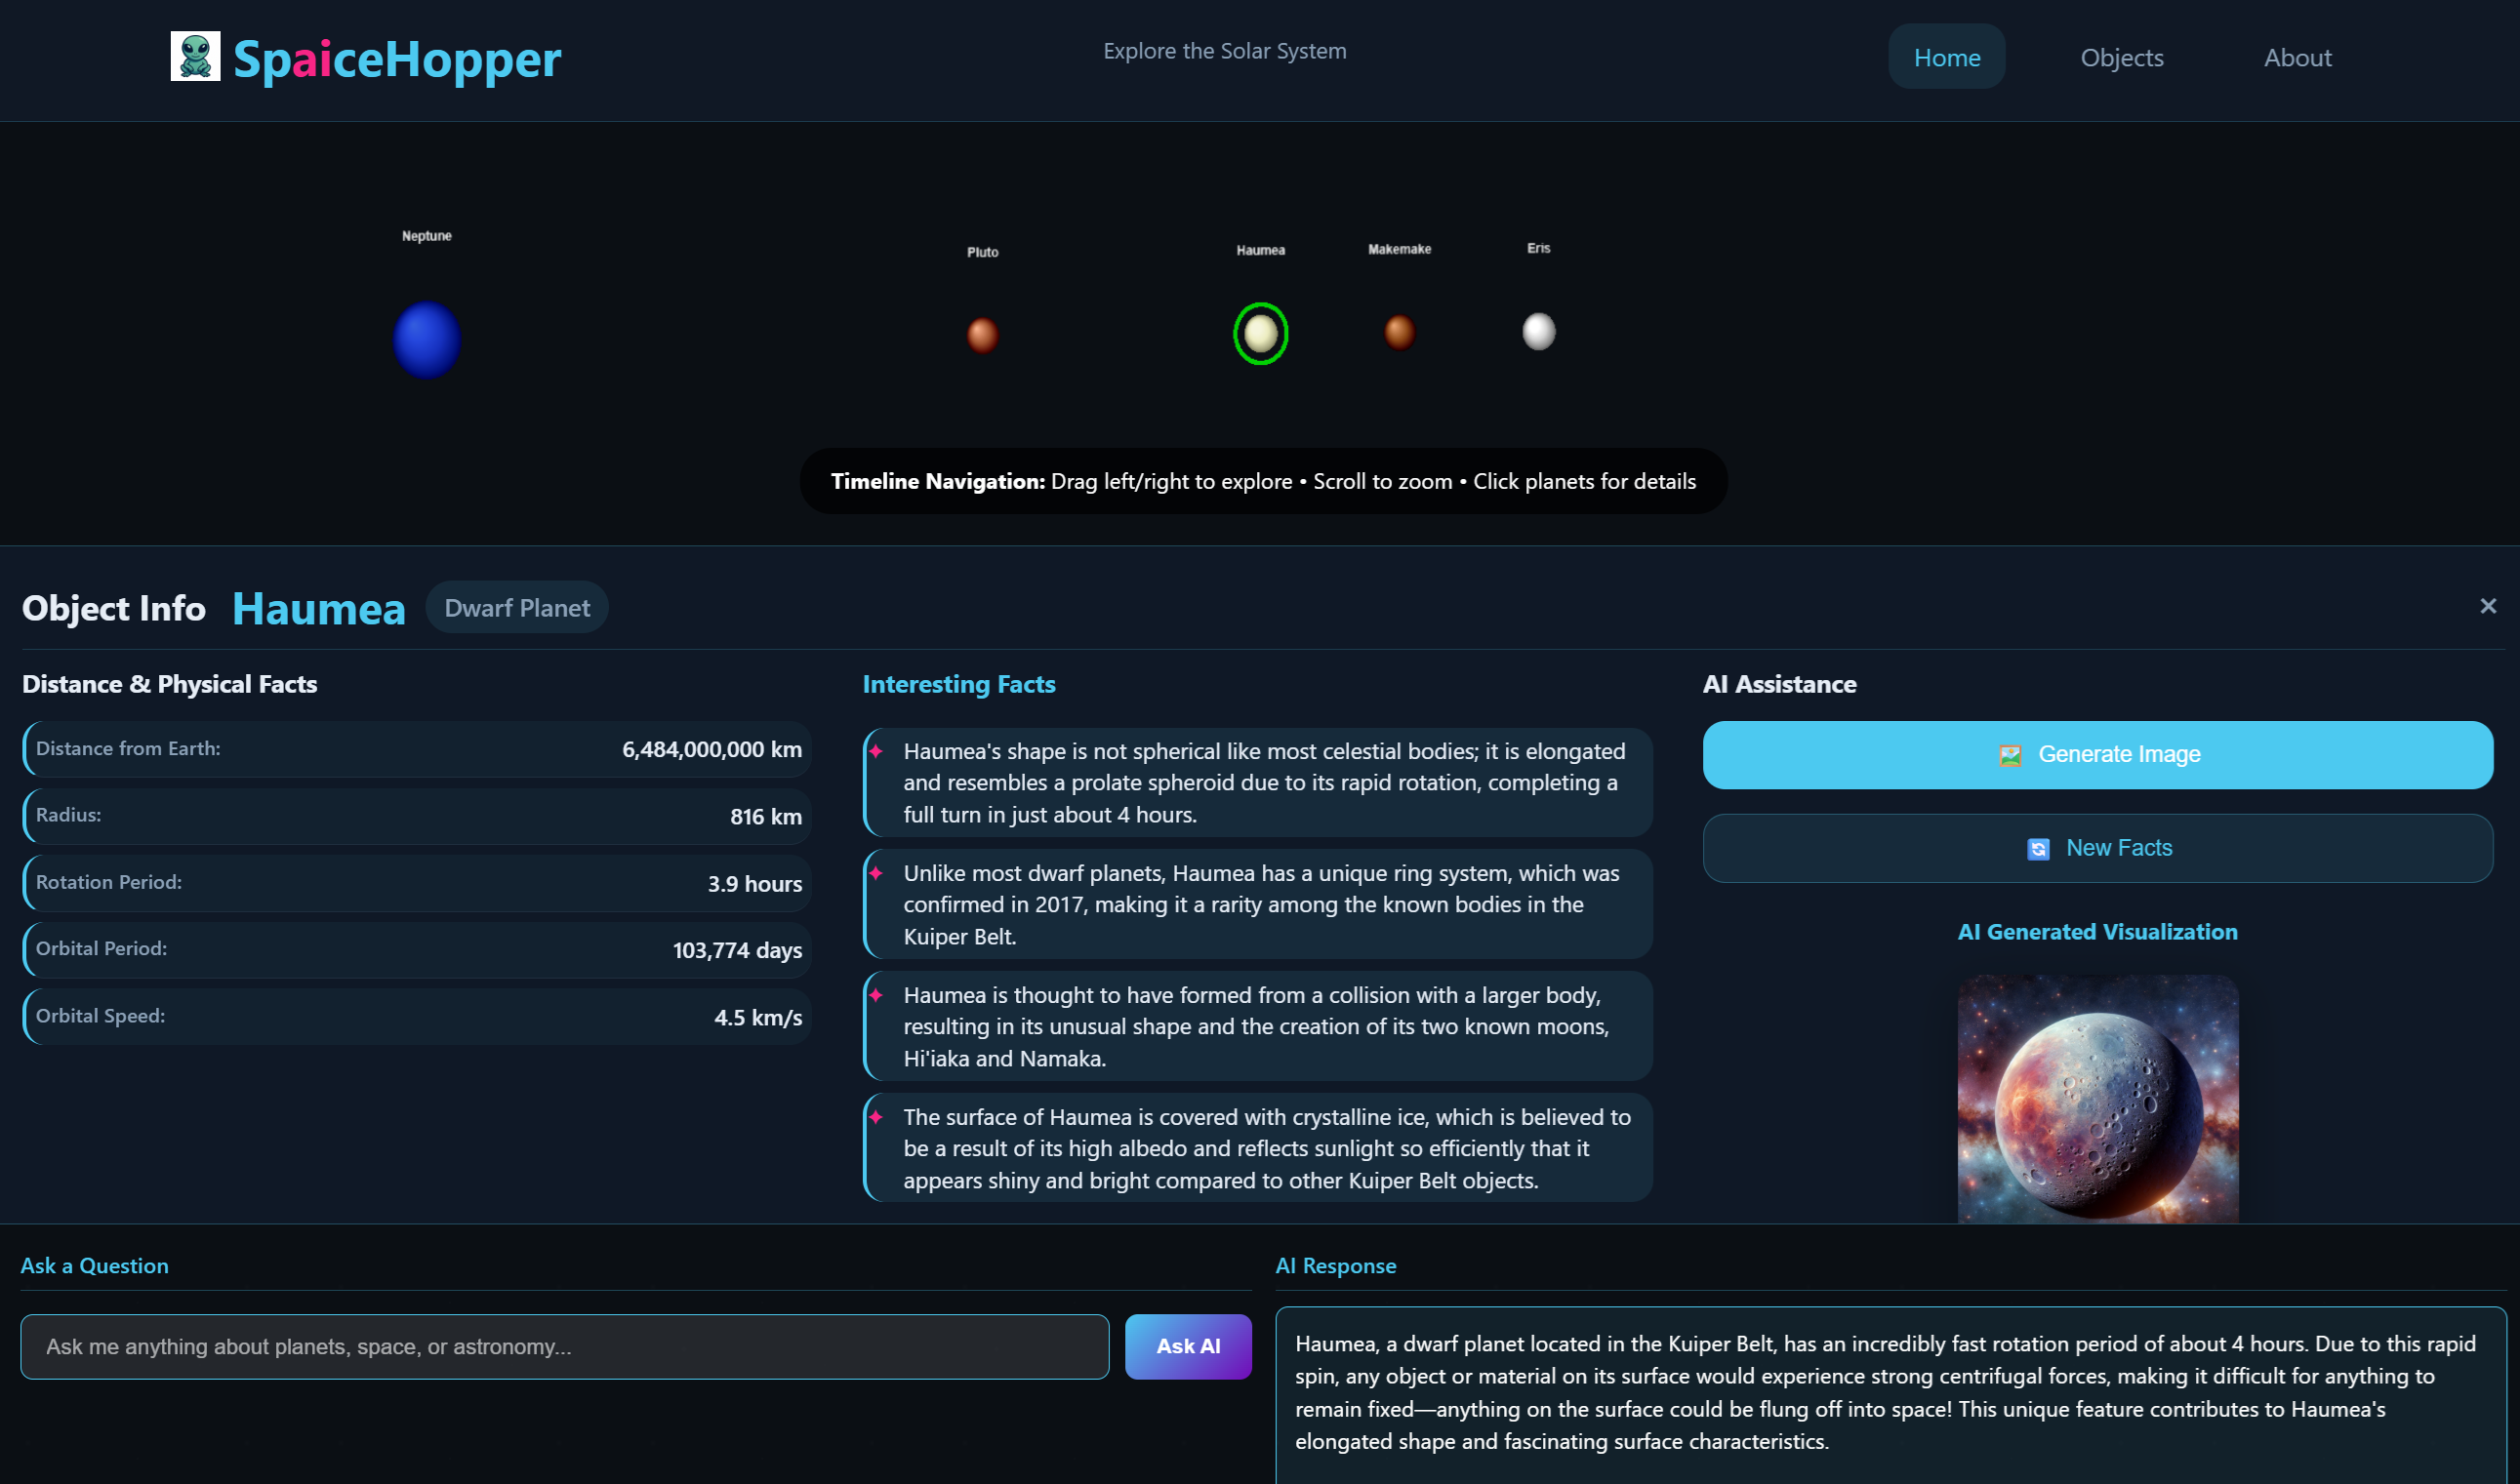 SpaiceHopper
Explore the Solar System
Home
Objects
About
Neptune
Pluto
Haumea
Makemake
Eris
Timeline Navigation: Drag left/right to explore • Scroll to zoom • Click planets for details
Object Info Haumea Dwarf Planet
×
Distance & Physical Facts
Distance from Earth: 6,484,000,000 km
Radius: 816 km
Rotation Period: 3.9 hours
Orbital Period: 103,774 days
Orbital Speed: 4.5 km/s
Interesting Facts
Haumea's shape is not spherical like most celestial bodies; it is elongated
and resembles a prolate spheroid due to its rapid rotation, completing a
full turn in just about 4 hours.
Unlike most dwarf planets, Haumea has a unique ring system, which was
confirmed in 2017, making it a rarity among the known bodies in the
Kuiper Belt.
Haumea is thought to have formed from a collision with a larger body,
resulting in its unusual shape and the creation of its two known moons,
Hi'iaka and Namaka.
The surface of Haumea is covered with crystalline ice, which is believed to
be a result of its high albedo and reflects sunlight so efficiently that it
appears shiny and bright compared to other Kuiper Belt objects.
AI Assistance
Generate Image
New Facts
AI Generated Visualization
Ask a Question
Ask me anything about planets, space, or astronomy...
Ask AI
AI Response
Haumea, a dwarf planet located in the Kuiper Belt, has an incredibly fast rotation period of about 4 hours. Due to this rapid
spin, any object or material on its surface would experience strong centrifugal forces, making it difficult for anything to
remain fixed—anything on the surface could be flung off into space! This unique feature contributes to Haumea's
elongated shape and fascinating surface characteristics.